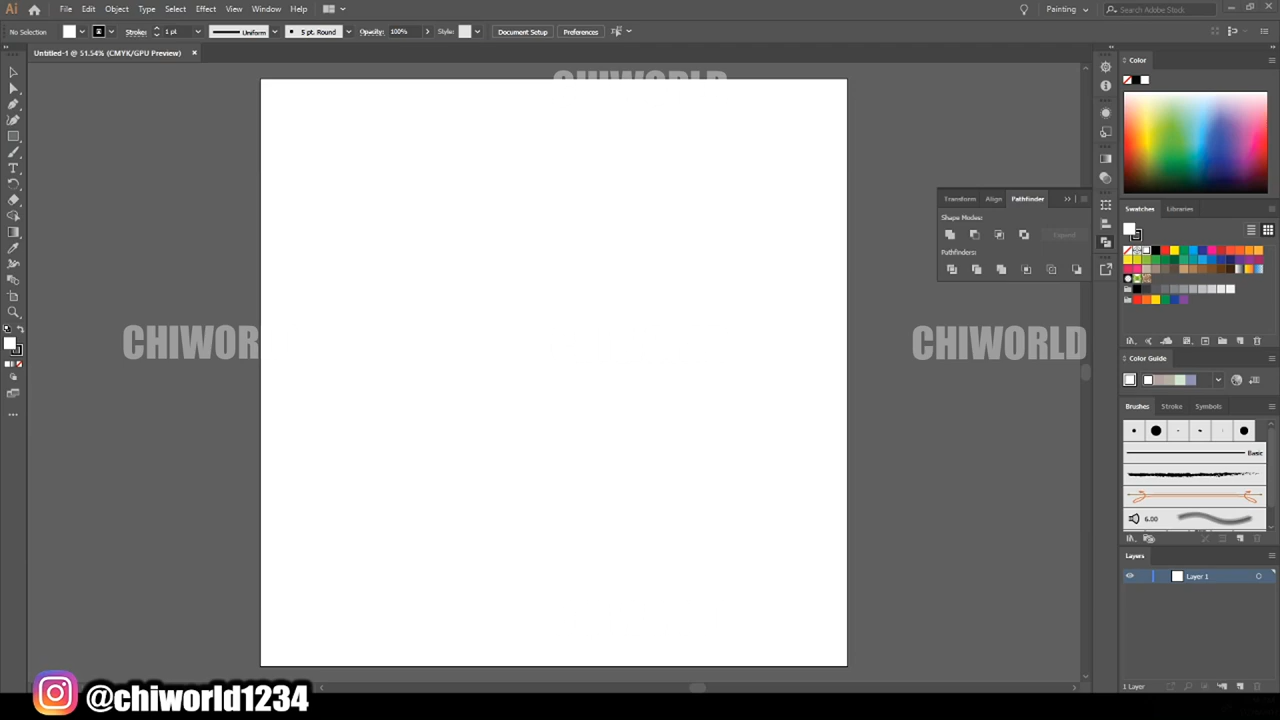 Ai File Edit Object Type Select Effect View Window Help Painting Search Adobe Stock
No Selection Stroke: 1 pt Uniform 5 pt. Round Opacity: 100% Style: Document Setup Preferences
Untitled-1 @ 51.54% (CMYK/GPU Preview) ×
Color
CHIWORLD
Transform Align Pathfinder
Shape Modes:
Expand
Pathfinders:
Swatches Libraries
CHIWOR
CHIWORLD
Color Guide
Brushes Stroke Symbols
Basic
6.00
Layers
Layer 1
1 Layer
@chiworld1234